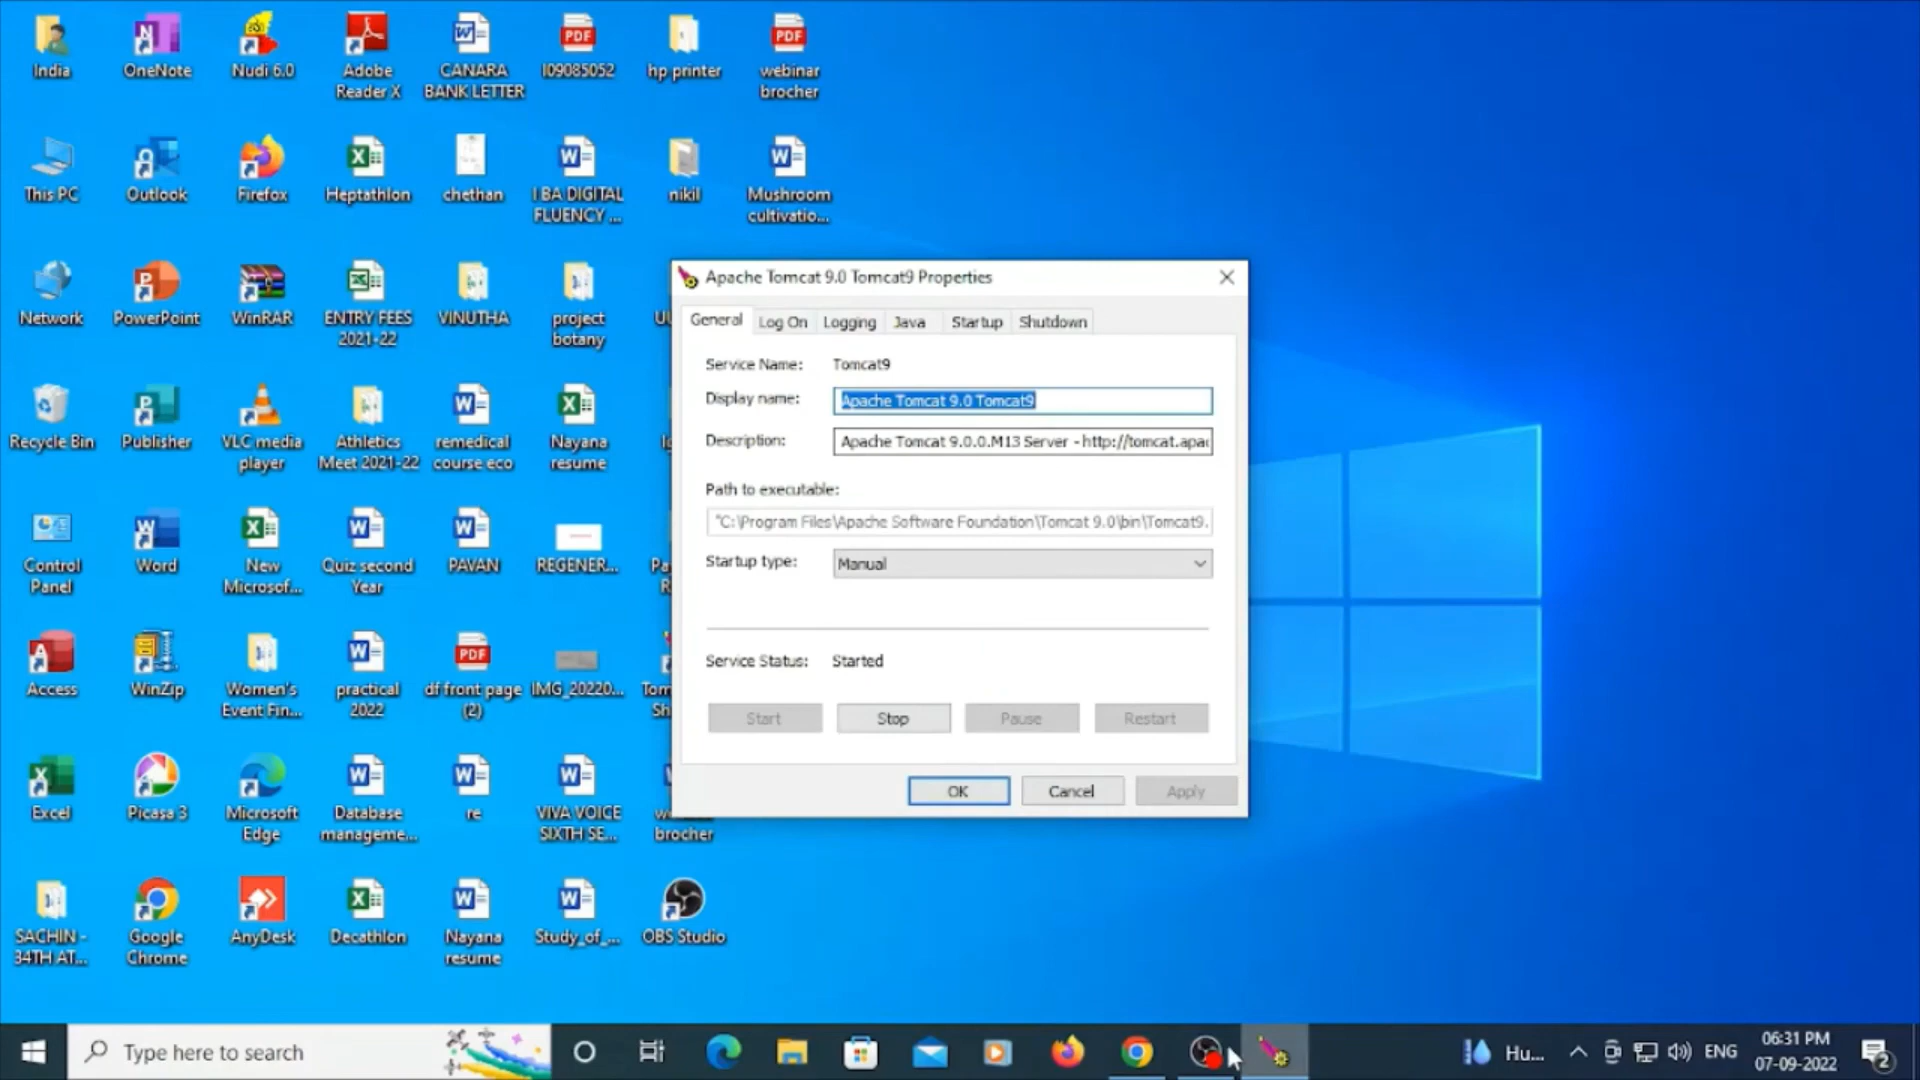 India
OneNote
Nudi 6.0
Adobe
Reader X
CANARA
BANK LETTER
I09085052
hp printer
webinar
brocher
This PC
Outlook
Firefox
Heptathlon
chethan
I BA DIGITAL
FLUENCY ...
nikil
Mushroom
cultivatio...
Network
PowerPoint
WinRAR
ENTRY FEES
2021-22
VINUTHA
project
botany
Recycle Bin
Publisher
VLC media
player
Athletics
Meet 2021-22
remedical
course eco
Nayana
resume
Control
Panel
Word
New
Microsof...
Quiz second
Year
PAVAN
REGENER...
Access
WinZip
Women's
Event Fin...
practical
2022
df front page
(2)
IMG_20220...
Excel
Picasa 3
Microsoft
Edge
Database
manageme...
re
VIVA VOICE
SIXTH SE...
brocher
SACHIN -
34TH AT...
Google
Chrome
AnyDesk
Decathlon
Nayana
resume
Study_of_...
OBS Studio
Apache Tomcat 9.0 Tomcat9 Properties
General Log On Logging Java Startup Shutdown
Service Name: Tomcat9
Display name: Apache Tomcat 9.0 Tomcat9
Description: Apache Tomcat 9.0.0.M13 Server - http://tomcat.apac
Path to executable:
"C:\Program Files\Apache Software Foundation\Tomcat 9.0\bin\Tomcat9.
Startup type: Manual
Service Status: Started
Start Stop Pause Restart
OK Cancel Apply
Type here to search
Hu... ENG
06:31 PM
07-09-2022
2